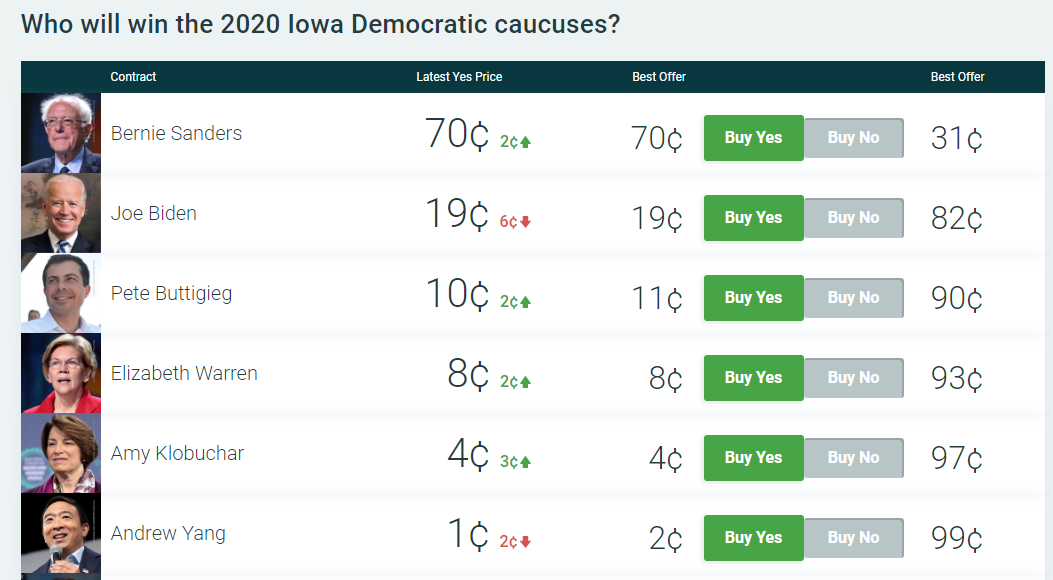 Who will win the 2020 Iowa Democratic caucuses?
Contract Latest Yes Price Best Offer Best Offer
Bernie Sanders 70¢ 2¢ 70¢ Buy Yes Buy No 31¢
Joe Biden 19¢ 6¢ 19¢ Buy Yes Buy No 82¢
Pete Buttigieg 10¢ 2¢ 11¢ Buy Yes Buy No 90¢
Elizabeth Warren 8¢ 2¢ 8¢ Buy Yes Buy No 93¢
Amy Klobuchar 4¢ 3¢ 4¢ Buy Yes Buy No 97¢
Andrew Yang 1¢ 2¢ 2¢ Buy Yes Buy No 99¢